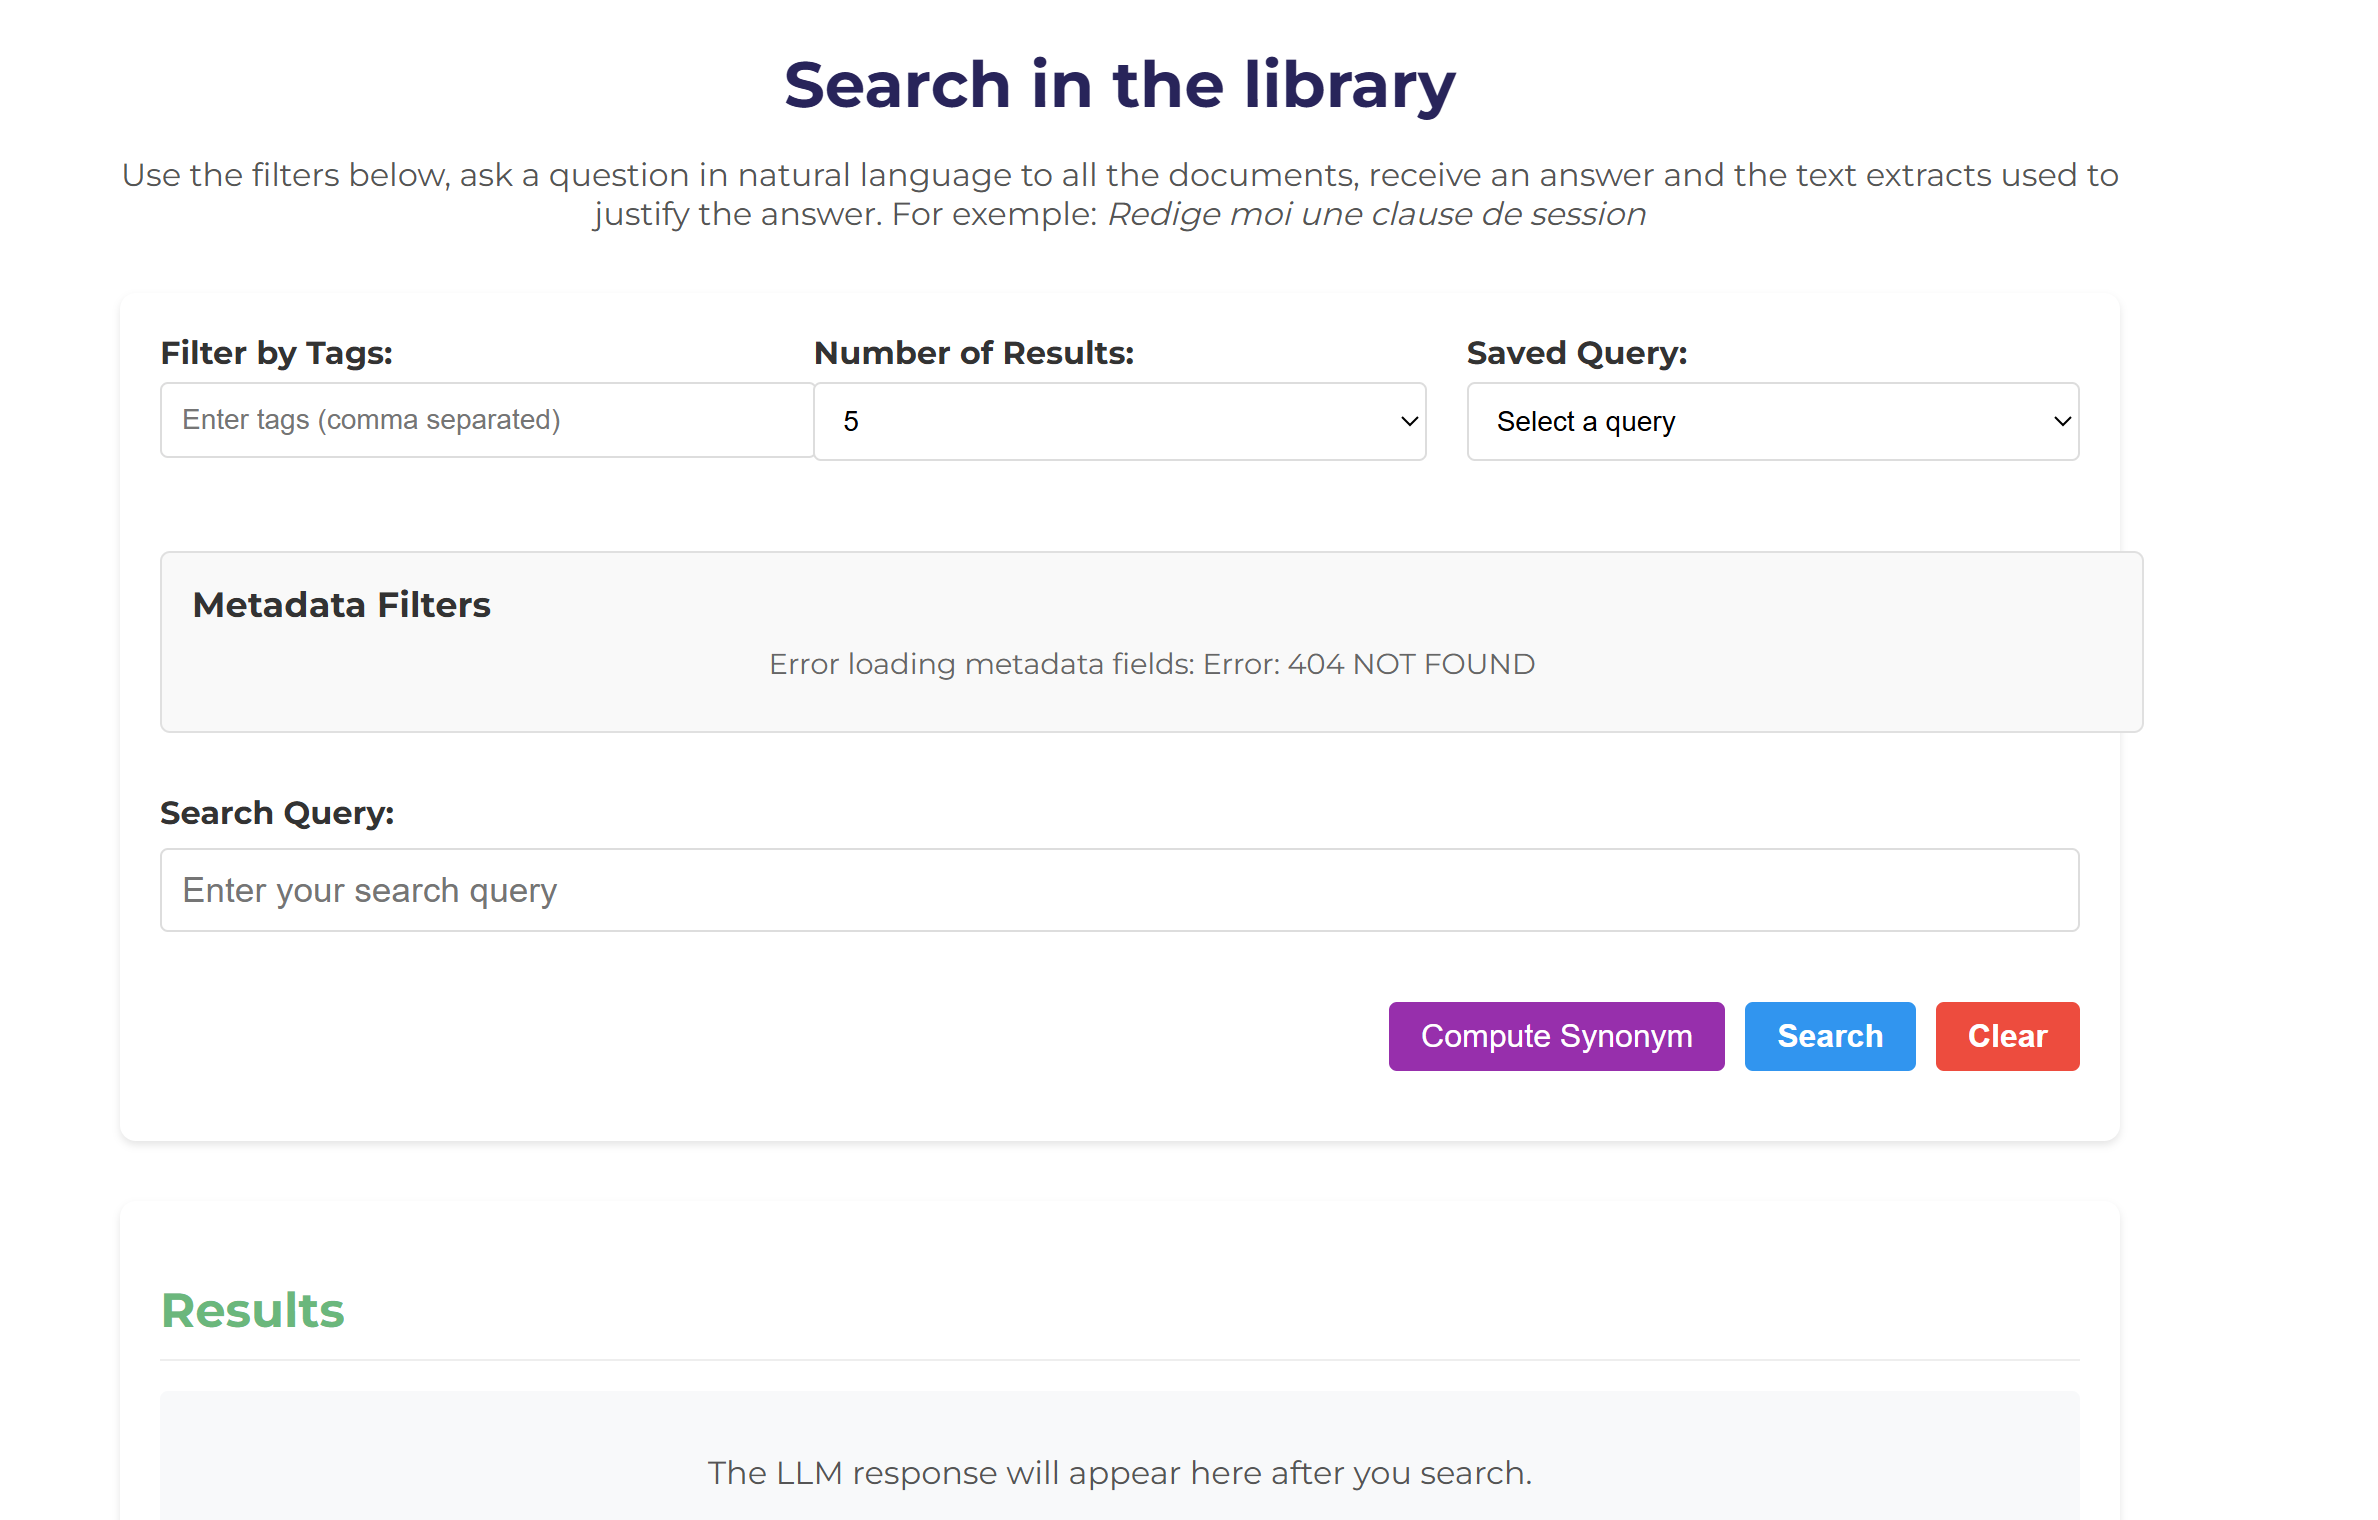 Search in the library
Use the filters below, ask a question in natural language to all the documents, receive an answer and the text extracts used to
justify the answer. For exemple: Redige moi une clause de session
Filter by Tags:
Number of Results:
Saved Query:
Enter tags (comma separated)
5
Select a query
Metadata Filters
Error loading metadata fields: Error: 404 NOT FOUND
Search Query:
Enter your search query
Compute Synonym
Search
Clear
Results
The LLM response will appear here after you search.